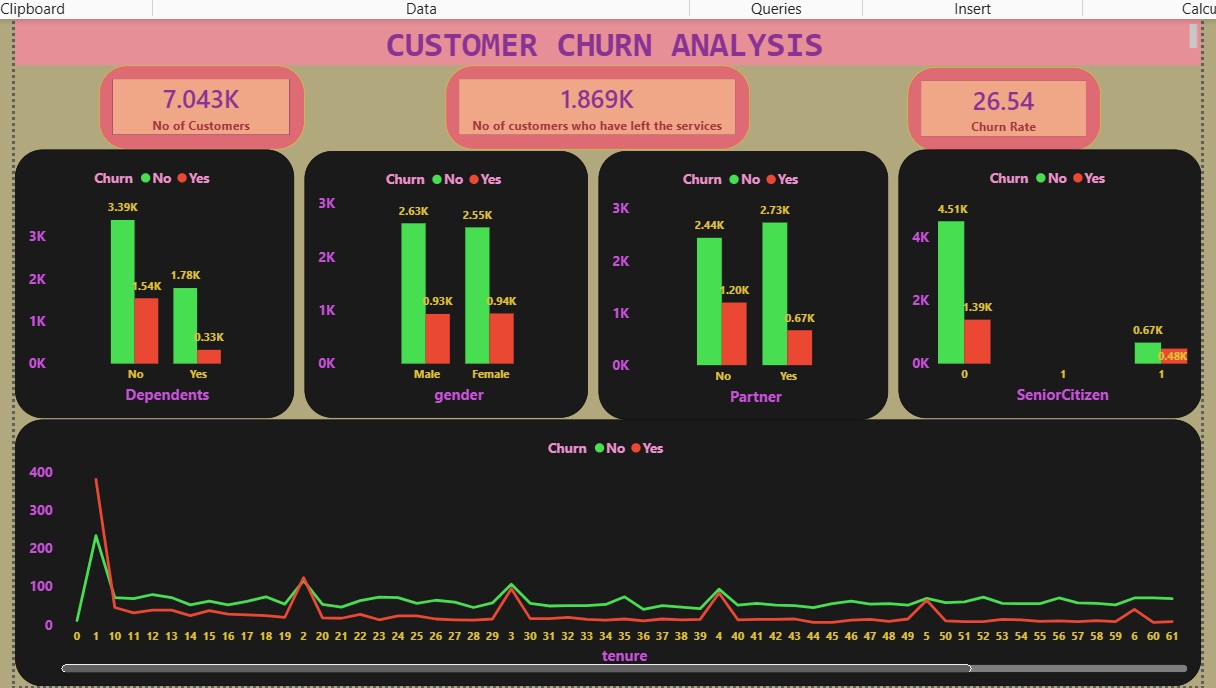 Clipboard Data Queries Insert Calcu
CUSTOMER CHURN ANALYSIS
7.043K
No of Customers
1.869K
No of customers who have left the services
26.54
Churn Rate
Churn No Yes
3.39K
1.54K
1.78K
0.33K
3K
2K
1K
0K
No Yes
Dependents
Churn No Yes
2.63K
0.93K
2.55K
0.94K
3K
2K
1K
0K
Male Female
gender
Churn No Yes
2.44K
1.20K
2.73K
0.67K
3K
2K
1K
0K
No Yes
Partner
Churn No Yes
4.51K
1.39K
0.67K
0.48K
4K
2K
0K
0 1 1
SeniorCitizen
Churn No Yes
400
300
200
100
0
0 1 10 11 12 13 14 15 16 17 18 19 2 20 21 22 23 24 25 26 27 28 29 3 30 31 32 33 34 35 36 37 38 39 4 40 41 42 43 44 45 46 47 48 49 5 50 51 52 53 54 55 56 57 58 59 6 60 61
tenure